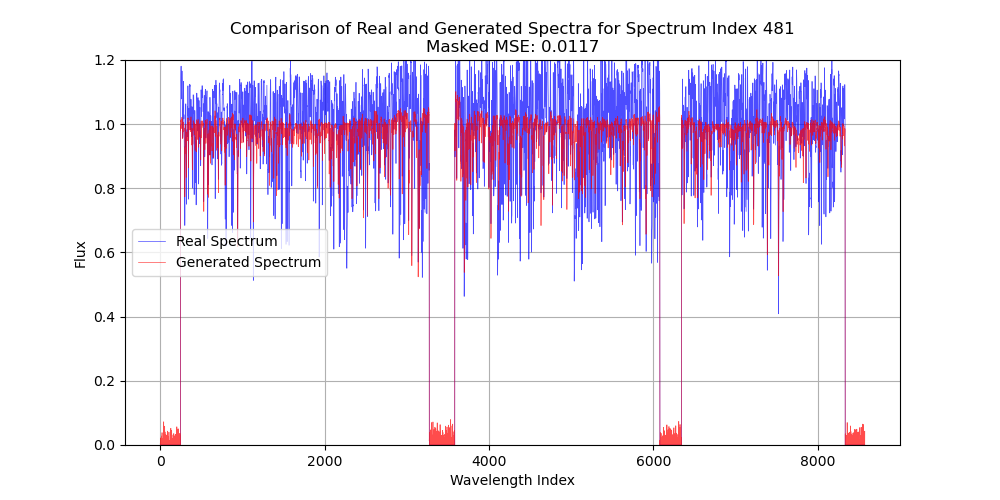 Comparison of Real and Generated Spectra for Spectrum Index 481
Masked MSE: 0.0117
1.2
1.0
0.8
0.6
0.4
0.2
0.0
Flux
Real Spectrum
Generated Spectrum
0
2000
4000
6000
8000
Wavelength Index